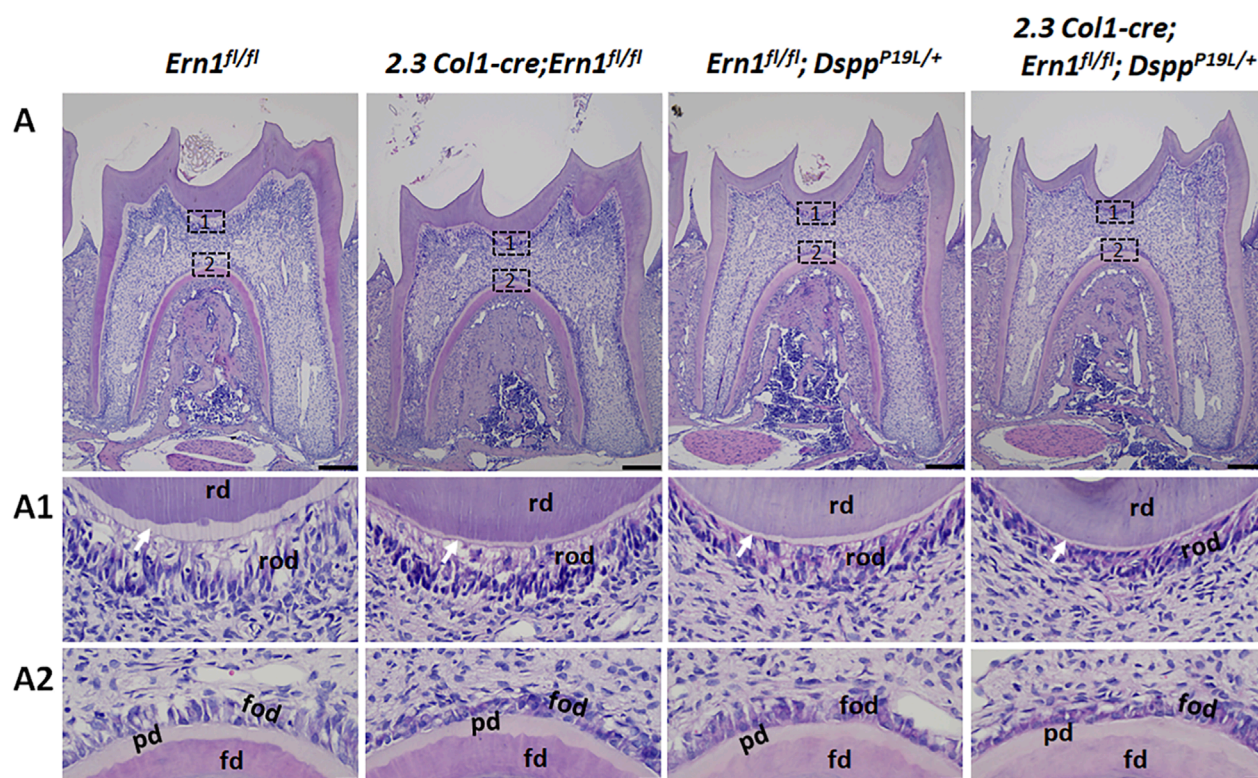 Ern1fl/fl
2.3 Col1-cre;Ern1fl/fl
Ern1fl/fl; DsppP19L/+
2.3 Col1-cre;
Ern1fl/fl; DsppP19L/+
A
1
2
1
2
1
2
1
2
A1
rd
rod
rd
rod
rd
rod
rd
rod
A2
pd
fod
fd
pd
fod
fd
pd
fod
fd
pd
fod
fd